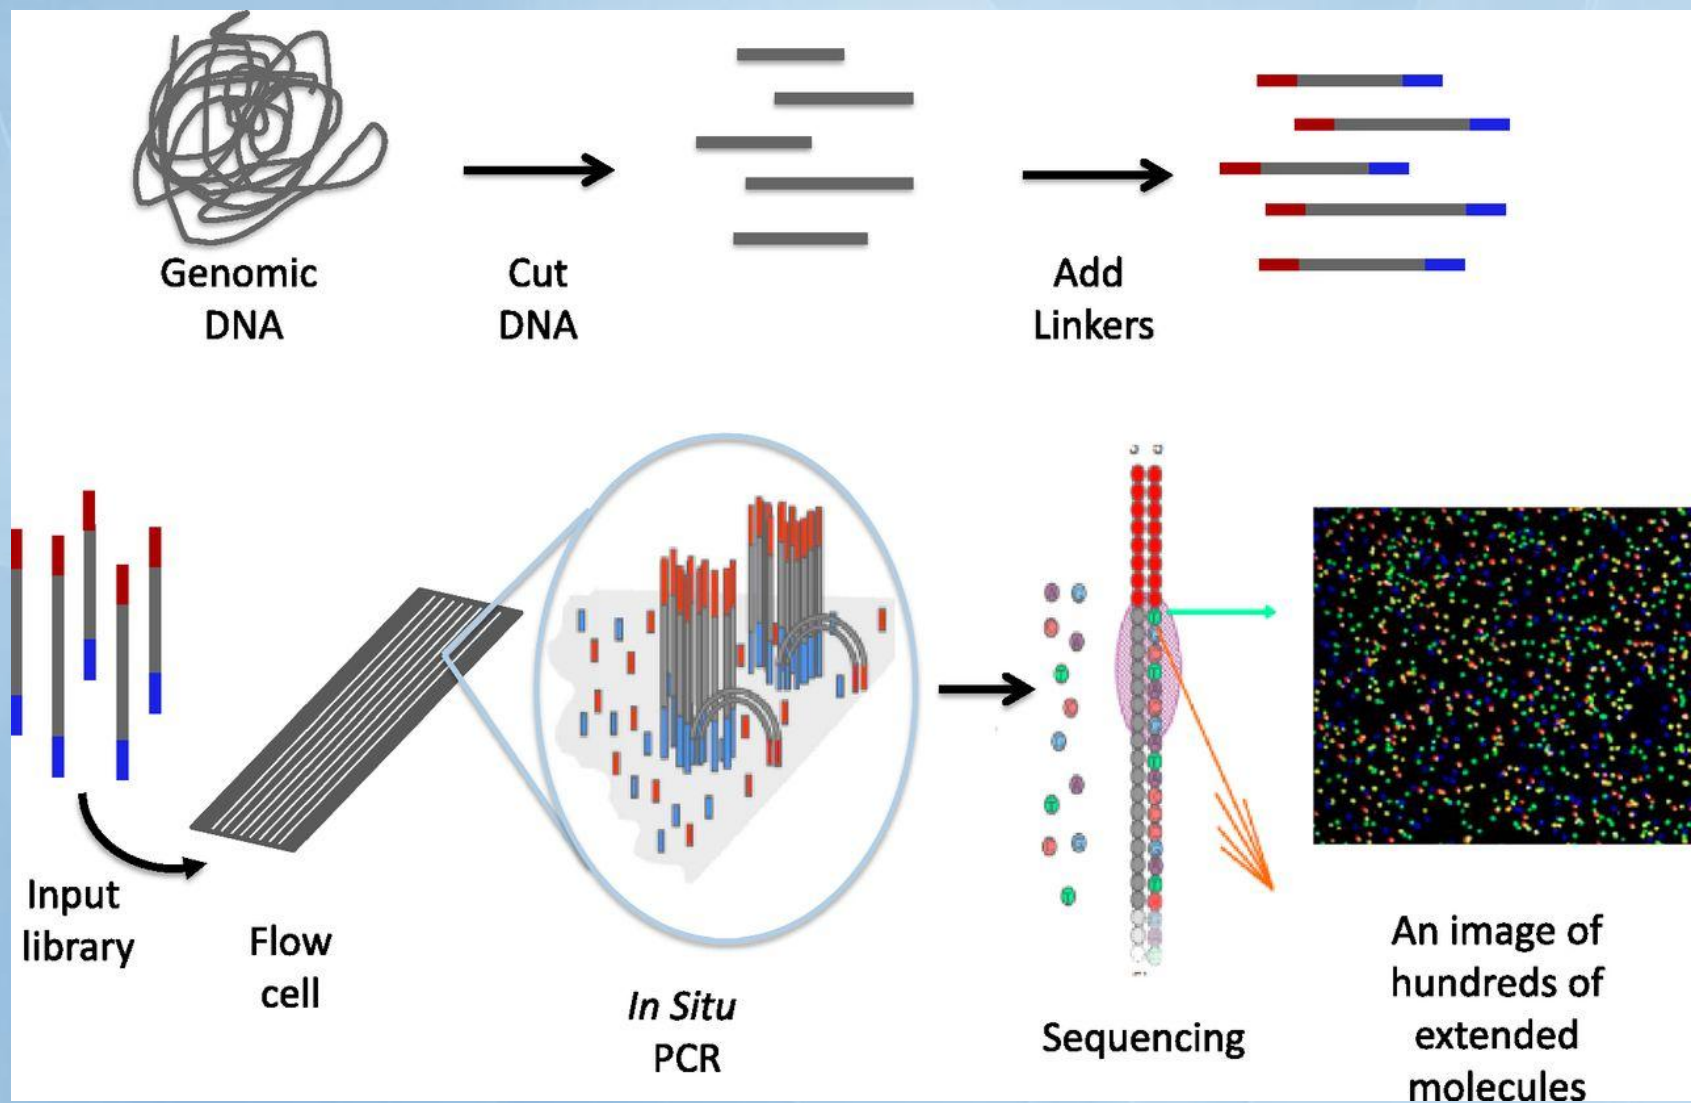 Genomic
DNA
Cut
DNA
Add
Linkers
Input
library
Flow
cell
In Situ
PCR
Sequencing
An image of
hundreds of
extended
molecules